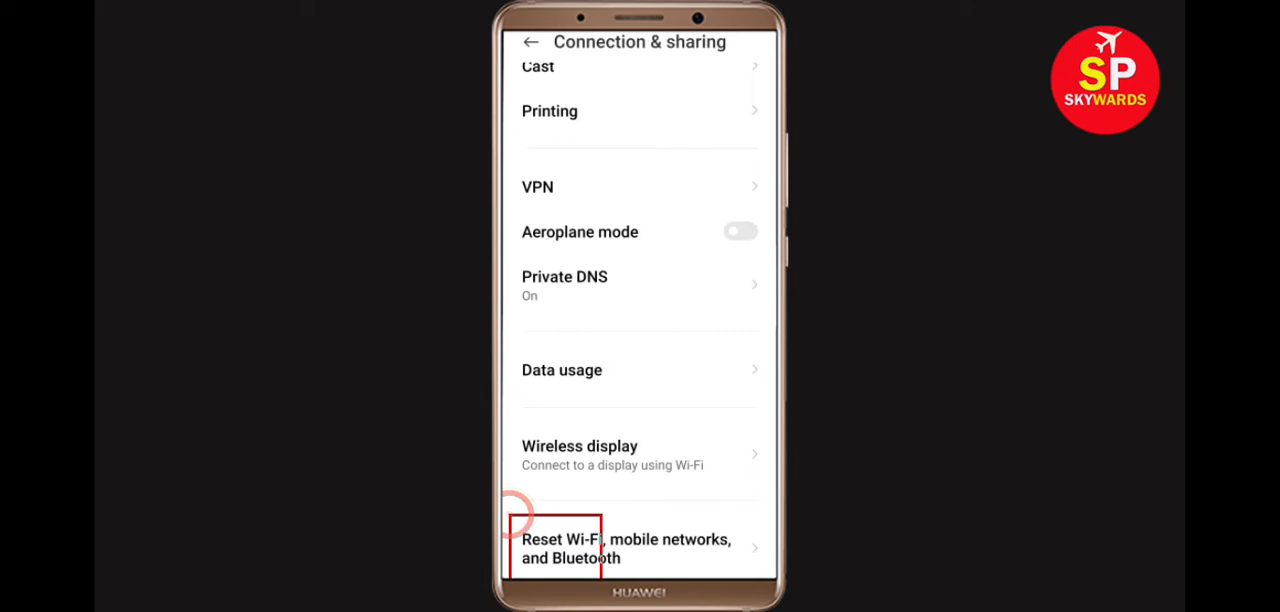 Connection & sharing
Cast
Printing
VPN
Aeroplane mode
Private DNS
On
Data usage
Wireless display
Connect to a display using Wi-Fi
Reset Wi-Fi, mobile networks,
and Bluetooth
HUAWEI
SP
SKYWARDS